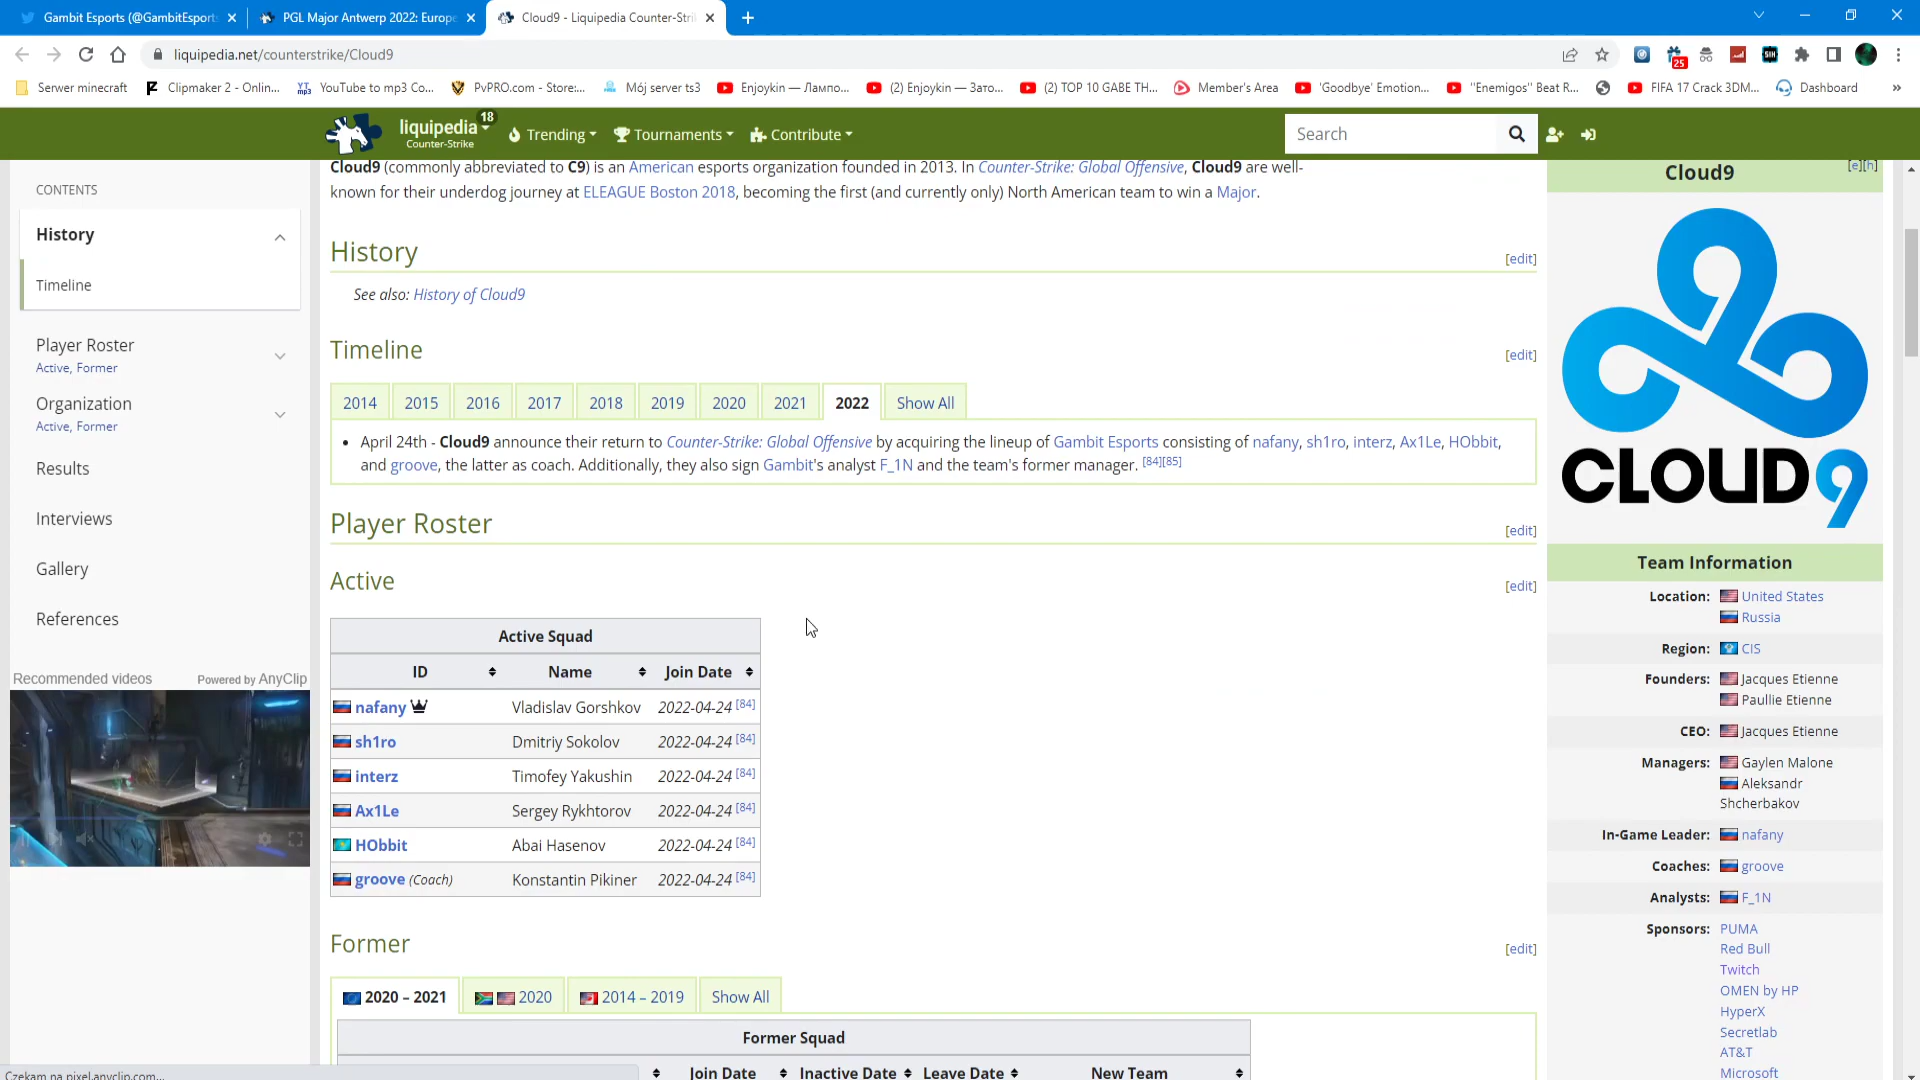 Gambit Esports (@GambitEsports
PGL Major Antwerp 2022: Europe
Cloud9 - Liquipedia Counter-Stri
liquipedia.net/counterstrike/Cloud9
25
SIH
Serwer minecraft
Clipmaker 2 - Onlin...
YouTube to mp3 Co...
PvPRO.com - Store:...
Mój server ts3
Enjoykin — Лампо...
(2) Enjoykin — Зато...
(2) TOP 10 GABE TH...
Member's Area
'Goodbye' Emotion...
"Enemigos" Beat R...
FIFA 17 Crack 3DM...
Dashboard
»
liquipedia
Counter-Strike
18
Trending
Tournaments
Contribute
Search
CONTENTS
History
Timeline
Player Roster
Active, Former
Organization
Active, Former
Results
Interviews
Gallery
References
Recommended videos
Powered by AnyClip
Cloud9 (commonly abbreviated to C9) is an American esports organization founded in 2013. In Counter-Strike: Global Offensive, Cloud9 are well-
known for their underdog journey at ELEAGUE Boston 2018, becoming the first (and currently only) North American team to win a Major.
History
[edit]
See also: History of Cloud9
Timeline
[edit]
2014 2015 2016 2017 2018 2019 2020 2021 2022 Show All
• April 24th - Cloud9 announce their return to Counter-Strike: Global Offensive by acquiring the lineup of Gambit Esports consisting of nafany, sh1ro, interz, Ax1Le, HObbit,
and groove, the latter as coach. Additionally, they also sign Gambit's analyst F_1N and the team's former manager. [84][85]
Player Roster
[edit]
Active
[edit]
Active Squad
ID Name Join Date
nafany Vladislav Gorshkov 2022-04-24 [84]
sh1ro Dmitriy Sokolov 2022-04-24 [84]
interz Timofey Yakushin 2022-04-24 [84]
Ax1Le Sergey Rykhtorov 2022-04-24 [84]
HObbit Abai Hasenov 2022-04-24 [84]
groove (Coach) Konstantin Pikiner 2022-04-24 [84]
Former
[edit]
2020 – 2021 2020 2014 – 2019 Show All
Former Squad
Join Date Inactive Date Leave Date New Team
Cloud9
[e][h]
CLOUD9
Team Information
Location: United States
Russia
Region: CIS
Founders: Jacques Etienne
Paullie Etienne
CEO: Jacques Etienne
Managers: Gaylen Malone
Aleksandr
Shcherbakov
In-Game Leader: nafany
Coaches: groove
Analysts: F_1N
Sponsors: PUMA
Red Bull
Twitch
OMEN by HP
HyperX
Secretlab
AT&T
Microsoft
Czekam na pixel.anyclip.com...